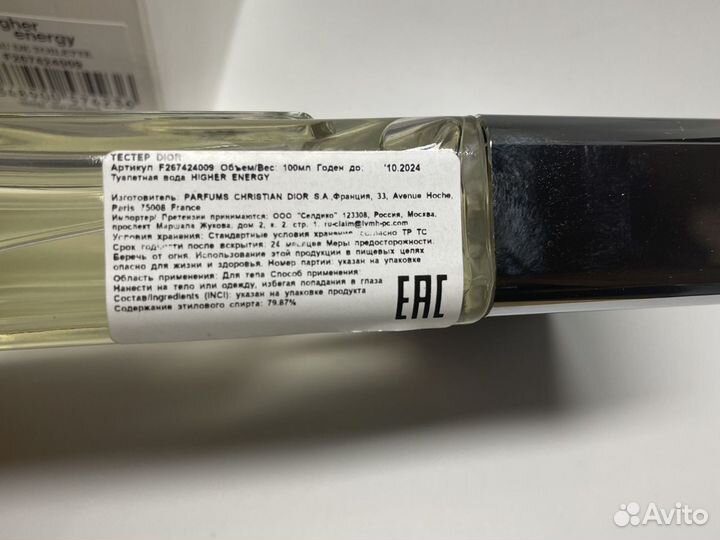 gher
energy
EAU DE TOILETTE
F267424009
ТЕСТЕР DIOR
Артикул F267424009 Объем/Вес: 100мл Годен до: '10.2024
Туалетная вода HIGHER ENERGY
Изготовитель: PARFUMS CHRISTIAN DIOR S.A.,Франция, 33, Avenue Hoche,
Paris 75008 France
Импортер/ Претензии принимаются: ООО "Селдико" 123308, Россия, Москва,
проспект Маршала Жукова, дом 2, к. 2. стр. 1. ru-claim@lvmh-pc.com
Условия хранения: Стандартные условия хранения, согласно ТР ТС
Срок годности после вскрытия: 24 месяцев Меры предосторожности:
Беречь от огня. Использование этой продукции в пищевых целях
опасно для жизни и здоровья. Номер партии: указан на упаковке
Область применения: Для тела Способ применения:
Нанести на тело или одежду, избегая попадания в глаза
Состав/Ingredients (INCI): указан на упаковке продукта
Содержание этилового спирта: 79.87%
EAC
Avito